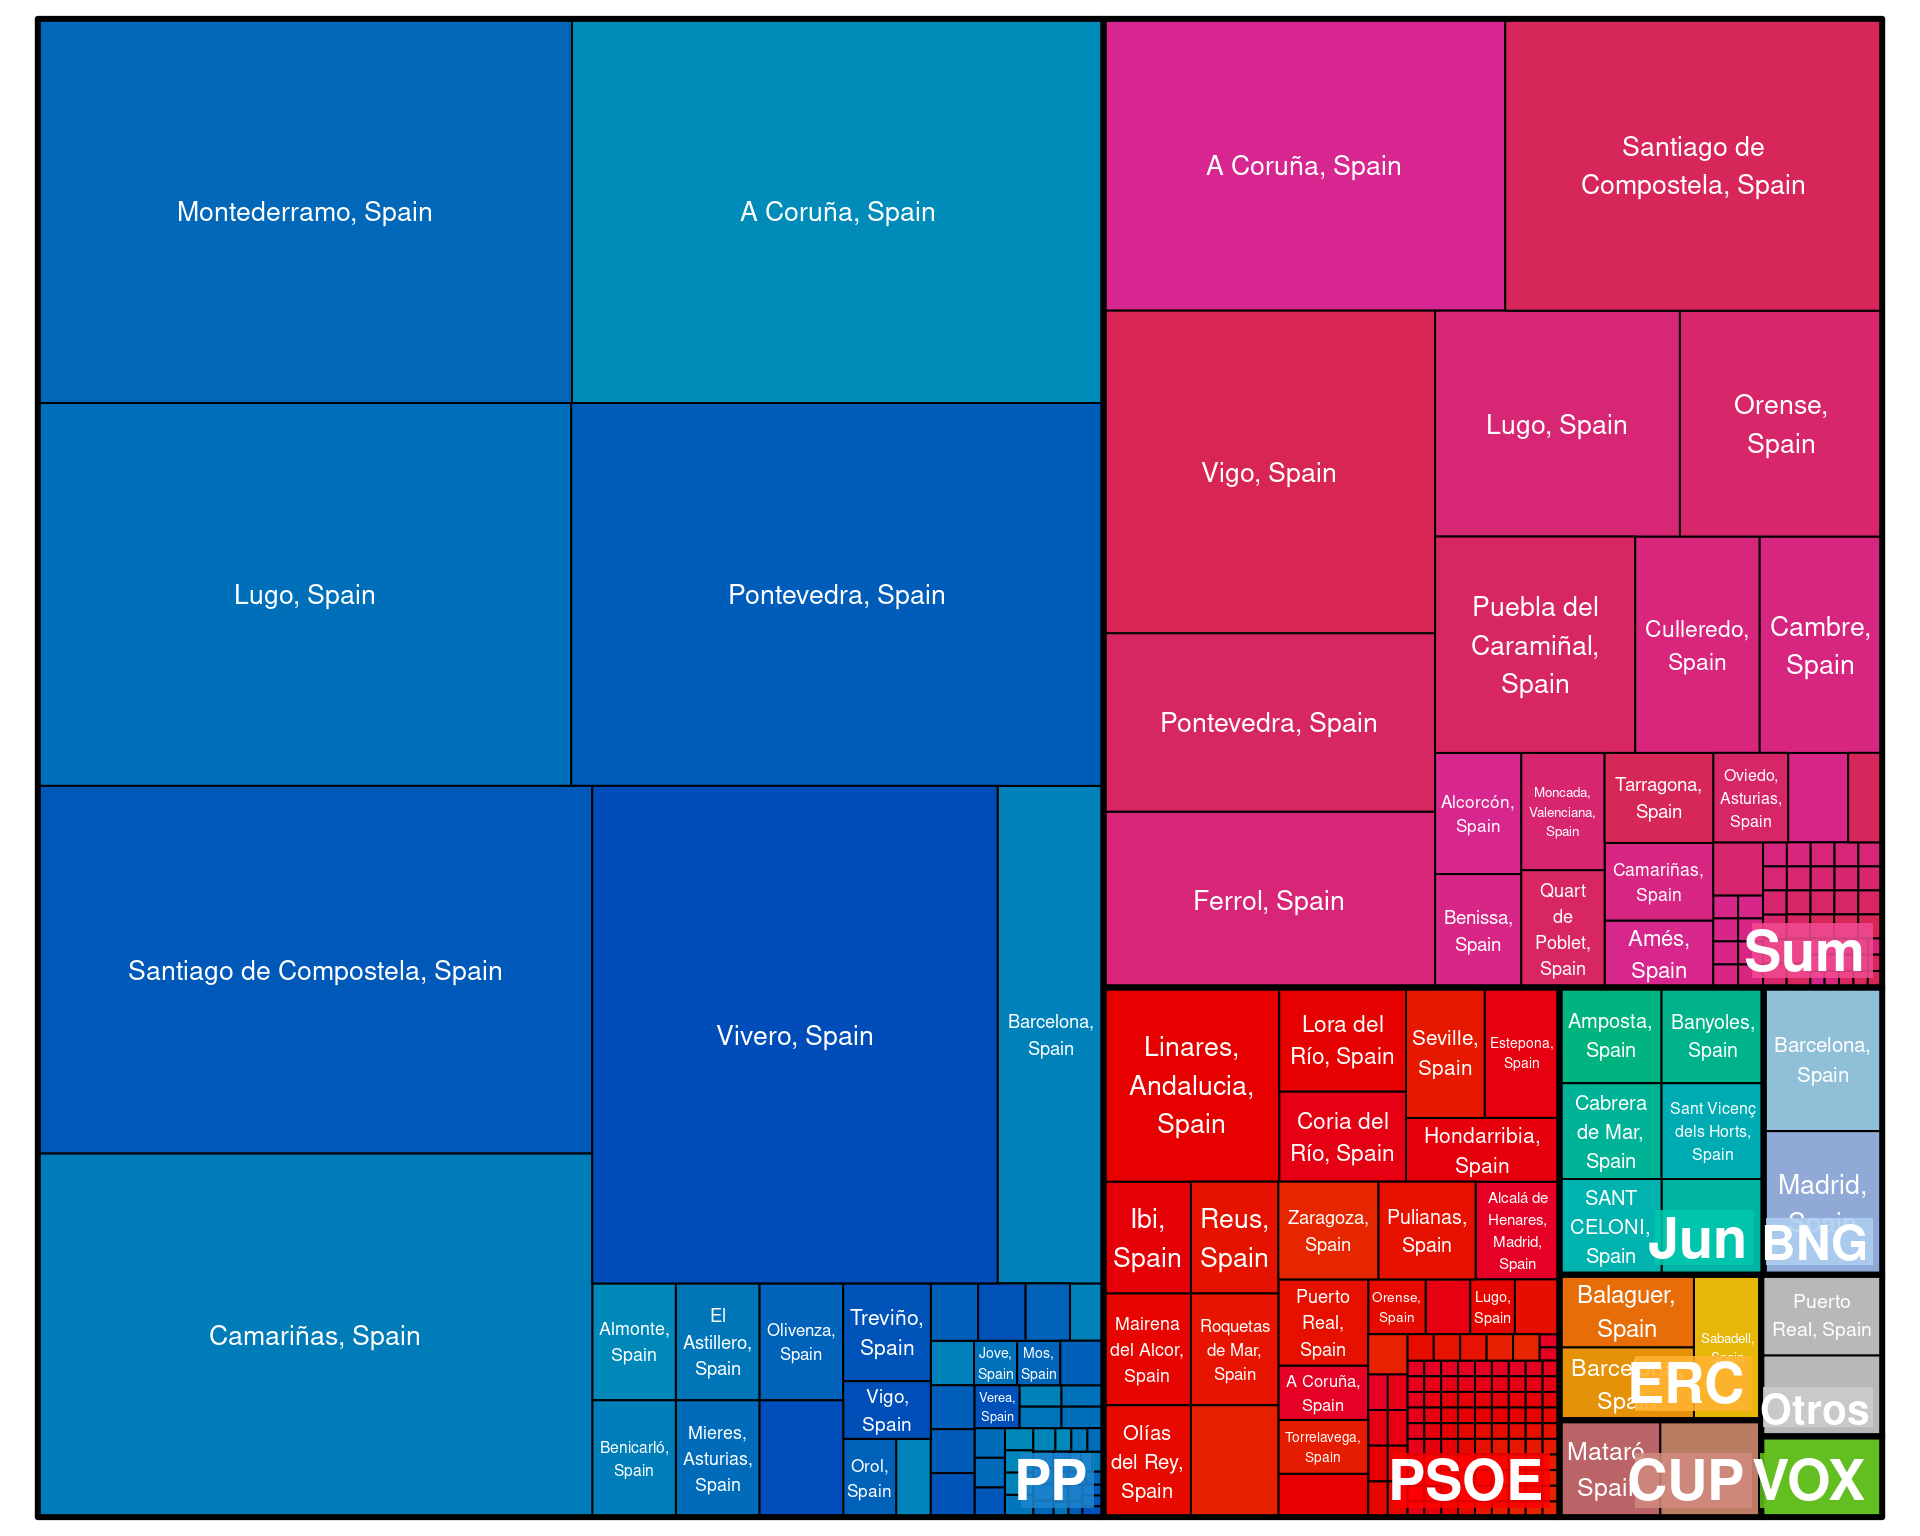 Montederramo, Spain
A Coruña, Spain
Lugo, Spain
Pontevedra, Spain
Santiago de Compostela, Spain
Vivero, Spain
Barcelona,
Spain
Camariñas, Spain
Almonte,
Spain
El
Astillero,
Spain
Olivenza,
Spain
Treviño,
Spain
Benicarló,
Spain
Mieres,
Asturias,
Spain
Vigo,
Spain
Orol,
Spain
Jove,
Spain
Mos,
Spain
Verea,
Spain
PP
A Coruña, Spain
Santiago de
Compostela, Spain
Vigo, Spain
Lugo, Spain
Orense,
Spain
Pontevedra, Spain
Puebla del
Caramiñal,
Spain
Culleredo,
Spain
Cambre,
Spain
Ferrol, Spain
Alcorcón,
Spain
Moncada,
Valenciana,
Spain
Tarragona,
Spain
Oviedo,
Asturias,
Spain
Benissa,
Spain
Quart
de
Poblet,
Spain
Camariñas,
Spain
Amés,
Spain
Sum
Linares,
Andalucia,
Spain
Lora del
Río, Spain
Seville,
Spain
Estepona,
Spain
Coria del
Río, Spain
Hondarribia,
Spain
Ibi,
Spain
Reus,
Spain
Zaragoza,
Spain
Pulianas,
Spain
Alcalá de
Henares,
Madrid,
Spain
Mairena
del Alcor,
Spain
Roquetas
de Mar,
Spain
Puerto
Real,
Spain
Orense,
Spain
Lugo,
Spain
A Coruña,
Spain
Olías
del Rey,
Spain
Torrelavega,
Spain
PSOE
Amposta,
Spain
Banyoles,
Spain
Cabrera
de Mar,
Spain
Sant Vicenç
dels Horts,
Spain
SANT
CELONI,
Spain
Jun
Barcelona,
Spain
Madrid,
Spain
BNG
Balaguer,
Spain
Sabadell,
Spain
ERC
Puerto
Real, Spain
Otros
Mataró,
Spain
CUP
VOX